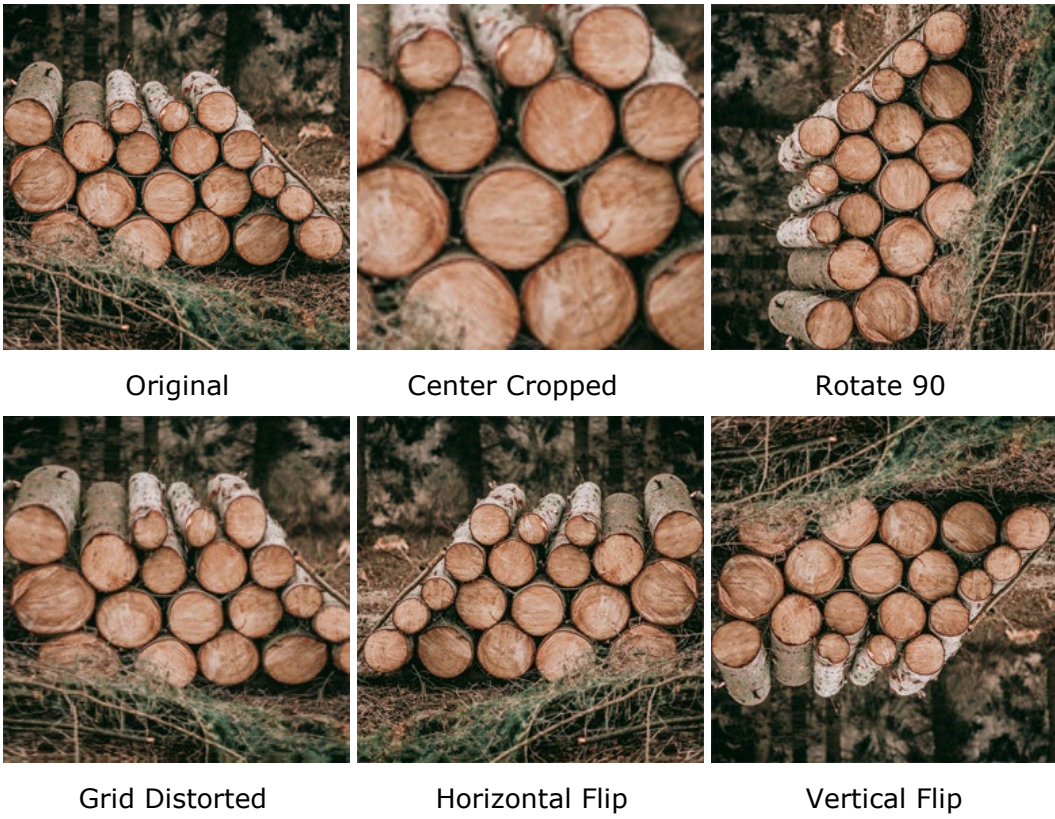 Original
Center Cropped
Rotate 90
Grid Distorted
Horizontal Flip
Vertical Flip